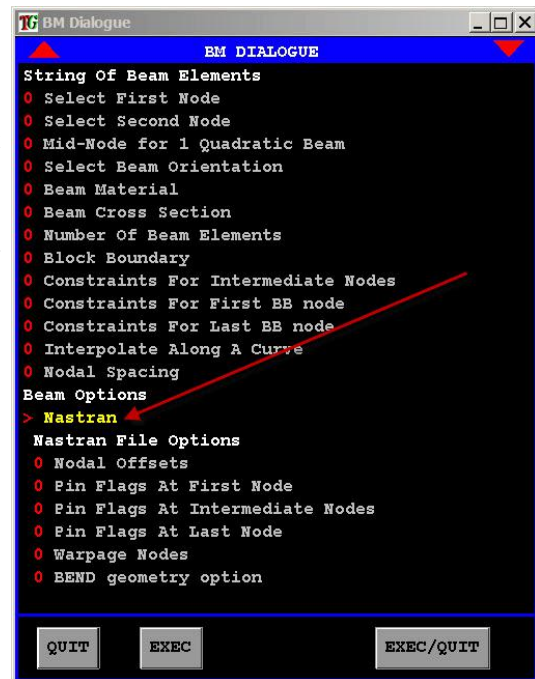 TG BM Dialogue
BM DIALOGUE
String Of Beam Elements
0 Select First Node
0 Select Second Node
0 Mid-Node for 1 Quadratic Beam
0 Select Beam Orientation
0 Beam Material
0 Beam Cross Section
0 Number Of Beam Elements
0 Block Boundary
0 Constraints For Intermediate Nodes
0 Constraints For First BB node
0 Constraints For Last BB node
0 Interpolate Along A Curve
0 Nodal Spacing
Beam Options
> Nastran
Nastran File Options
0 Nodal Offsets
0 Pin Flags At First Node
0 Pin Flags At Intermediate Nodes
0 Pin Flags At Last Node
0 Warpage Nodes
0 BEND geometry option
QUIT EXEC EXEC/QUIT